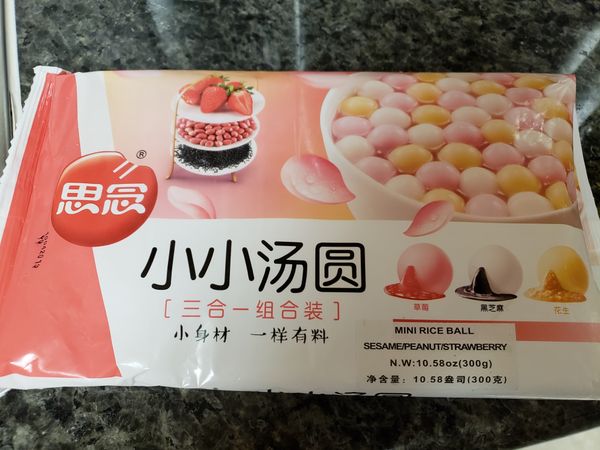 思念®
小小汤圆
[三合一组合装]
小身材 一样有料
草莓 黑芝麻 花生
MINI RICE BALL
SESAME/PEANUT/STRAWBERRY
N.W:10.58oz(300g)
净含量: 10.58盎司(300克)